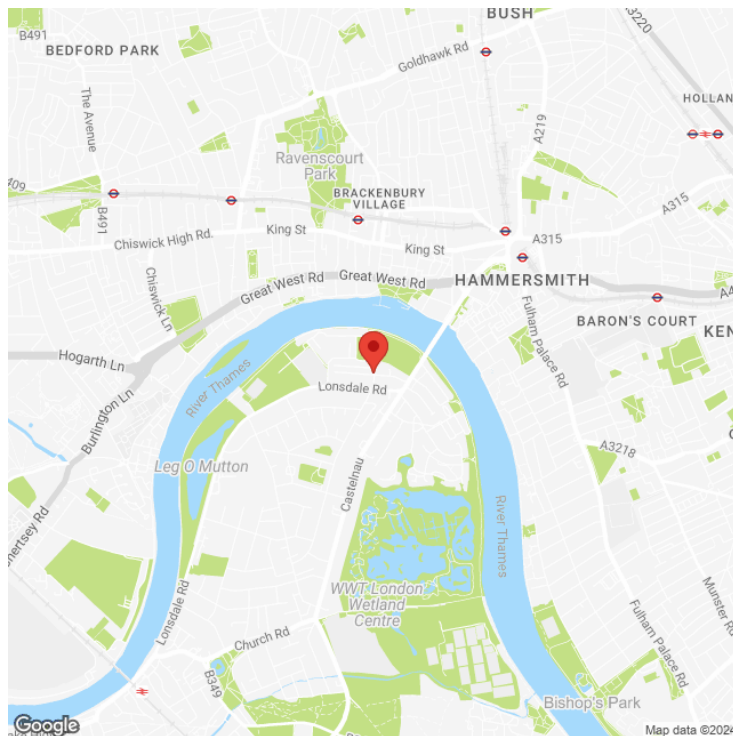 BUSH
A3220
B491
BEDFORD PARK
Goldhawk Rd
The Avenue
HOLLAN
A219
Ravenscourt
Park
409
BRACKENBURY
VILLAGE
A315
B491
Chiswick High Rd.
King St
King St
A315
Chiswick Ln
Great West Rd
Great West Rd
HAMMERSMITH
A4
BARON'S COURT
KEN
Fulham Palace Rd
Hogarth Ln
River Thames
Lonsdale Rd
Burlington Ln
A3218
Leg O Mutton
Castelnau
River Thames
hertsey Rd
WWT London
Wetland
Centre
Lonsdale Rd
Munster Rd
Church Rd
Fulham Palace Rd
B349
Bishop's Park
Google
Map data ©2024